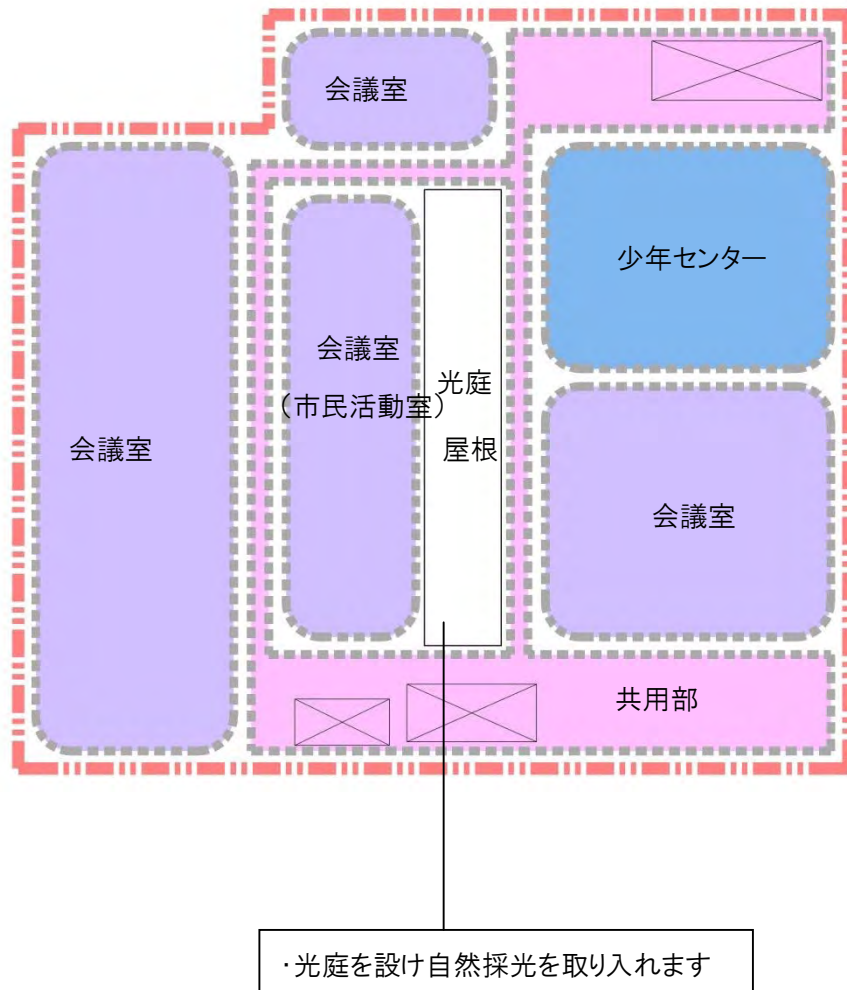 会議室
少年センター
会議室
（市民活動室）
光庭
屋根
会議室
会議室
共用部
・光庭を設け自然採光を取り入れます